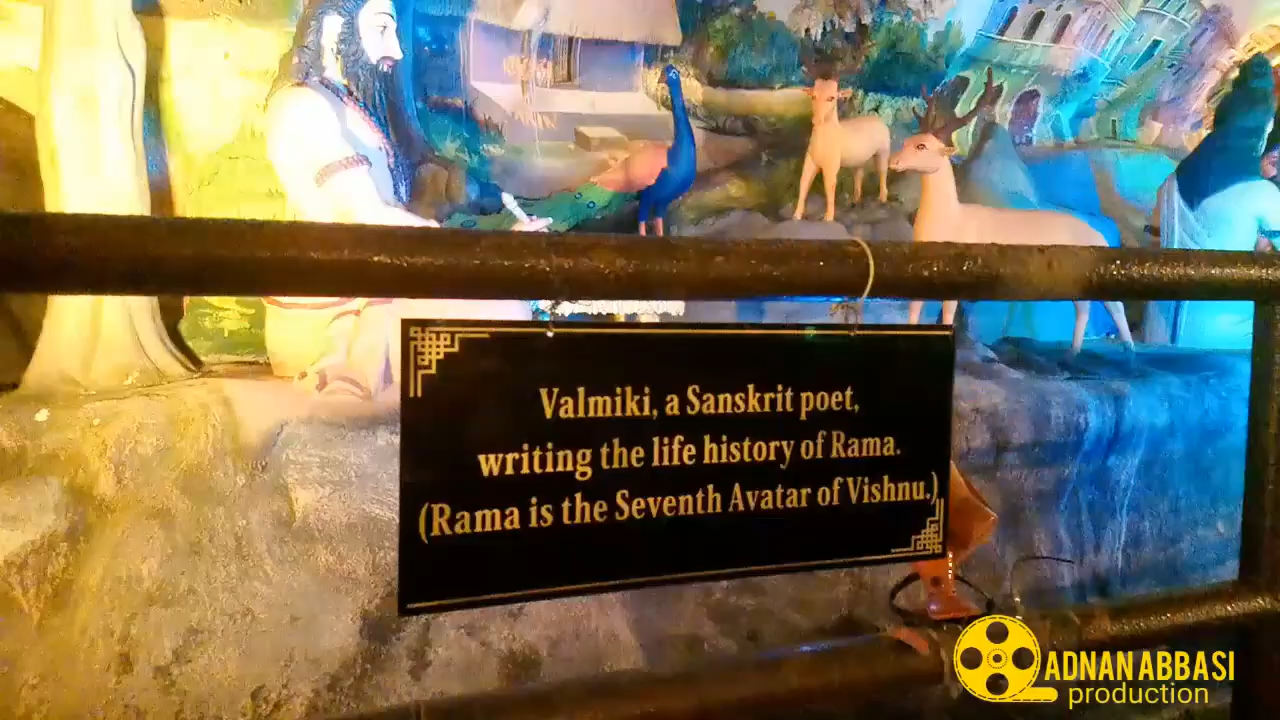 Valmiki, a Sanskrit poet,
writing the life history of Rama.
(Rama is the Seventh Avatar of Vishnu.)
ADNAN ABBASI
production